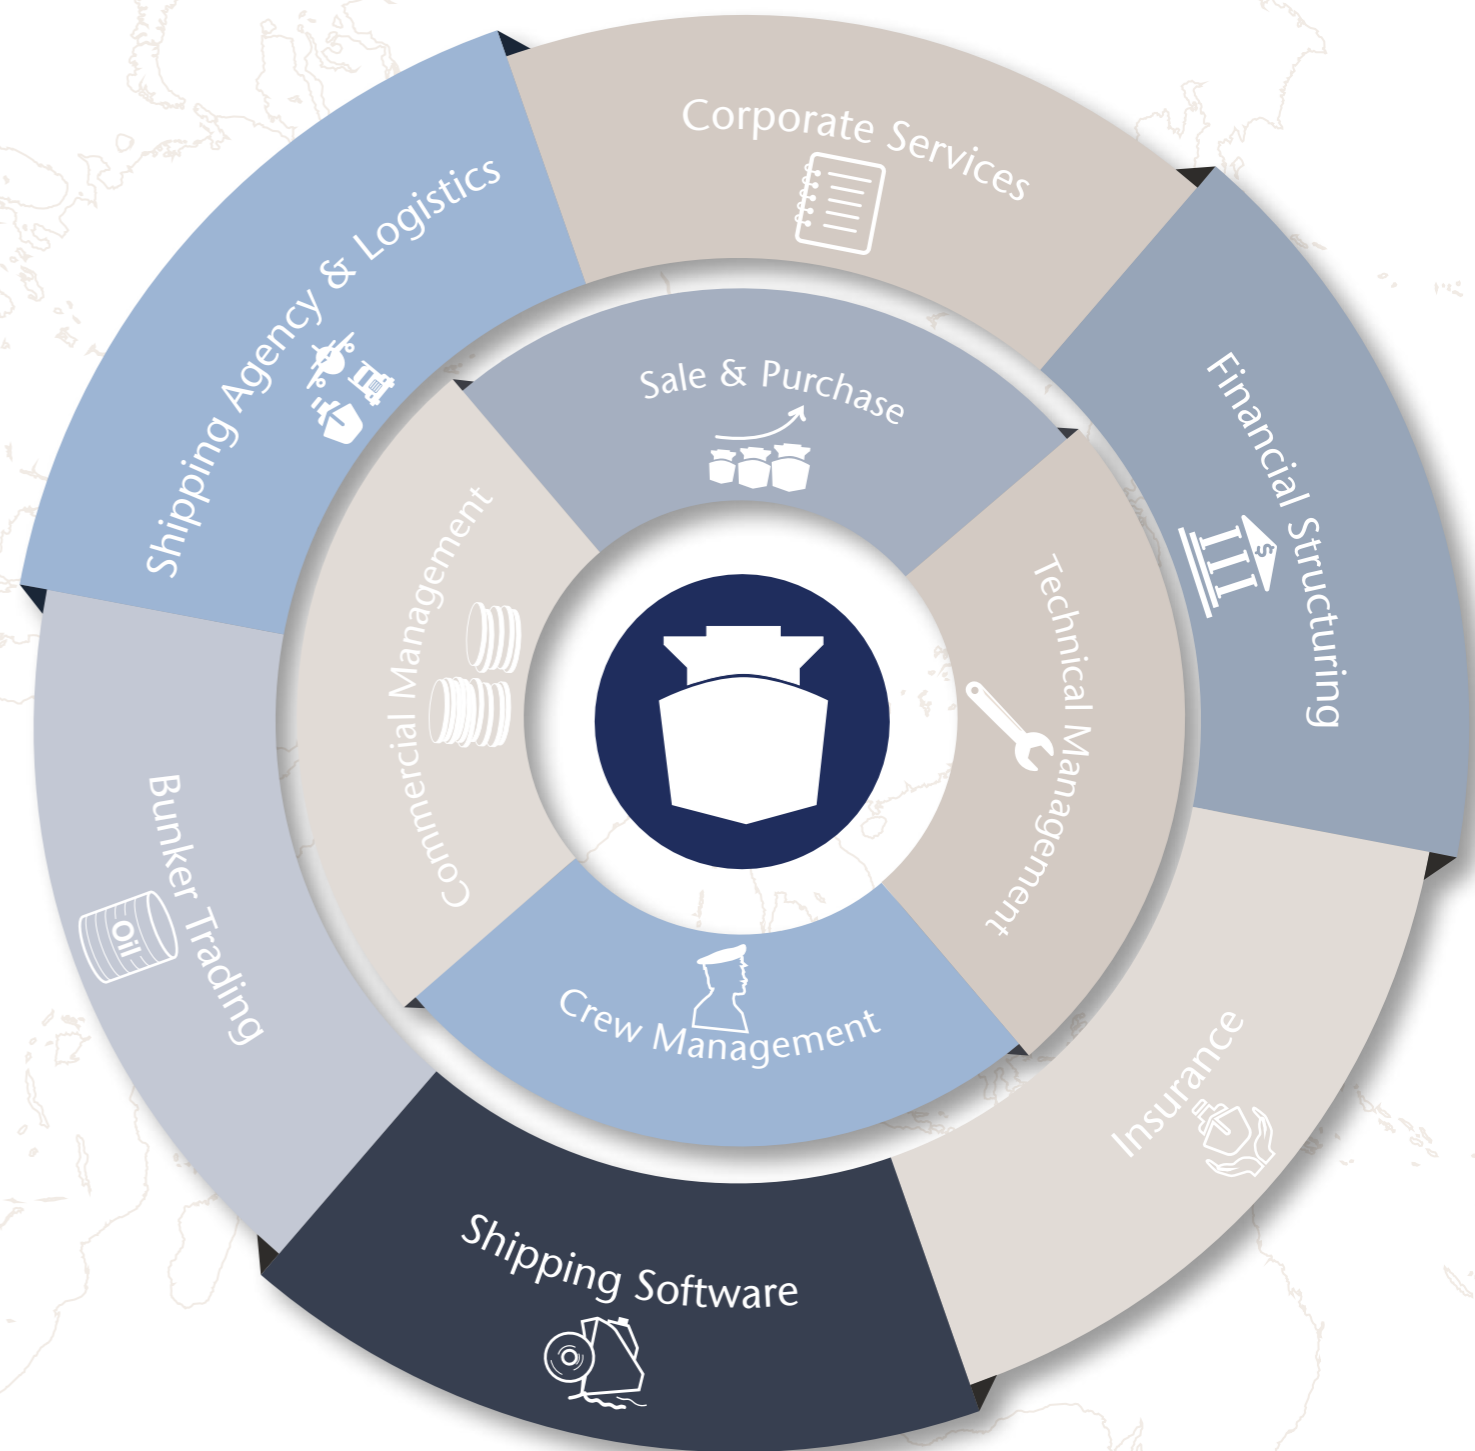 Corporate Services
Financial Structuring
Insurance
Shipping Software
Bunker Trading
Oil
Shipping Agency & Logistics
Sale & Purchase
$
Technical Management
Crew Management
Commercial Management